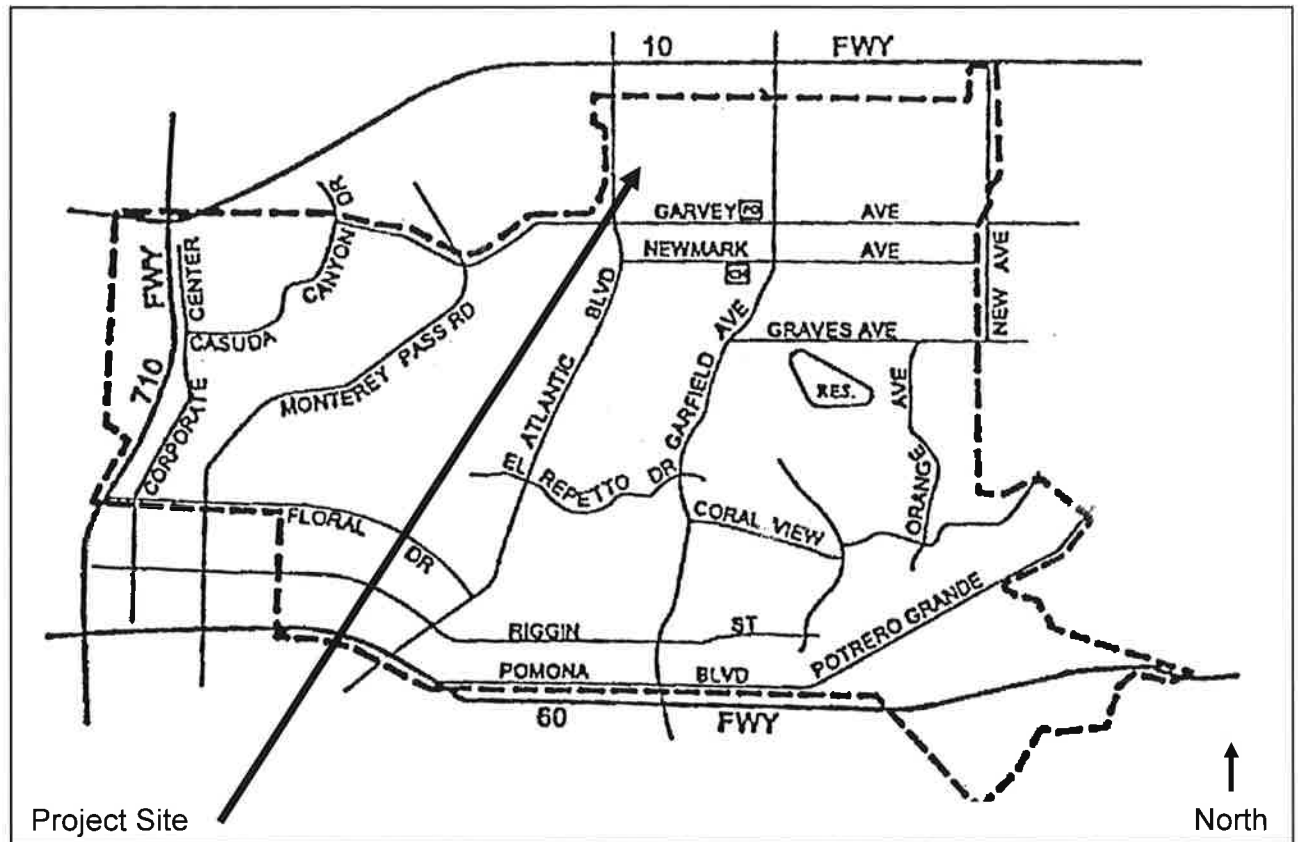 10 FWY
GARVEY PO AVE
NEWMARK AVE
CH
DR
CANYON
CENTER
FWY
CASUDA
710
CORPORATE
MONTEREY PASS RD
BLVD
ATLANTIC
AVE
GARFIELD
GRAVES AVE
NEW AVE
RES.
AVE
ORANGE
EL REPETTO DR
CORAL VIEW
FLORAL DR
RIGGIN ST
POTRERO GRANDE
POMONA BLVD
60 FWY
Project Site
North